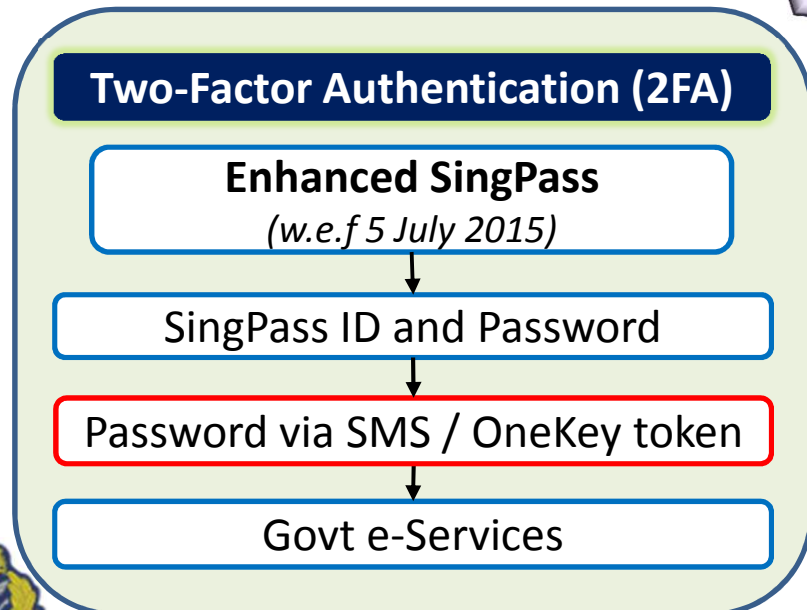 Two-Factor Authentication (2FA)
Enhanced SingPass
(w.e.f 5 July 2015)
SingPass ID and Password
Password via SMS / OneKey token
Govt e-Services